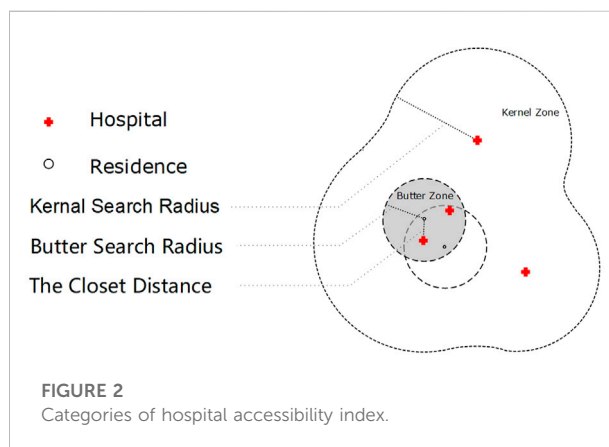 Hospital
Residence
Kernal Search Radius
Butter Search Radius
The Closet Distance
Kernel Zone
Butter Zone
FIGURE 2
Categories of hospital accessibility index.